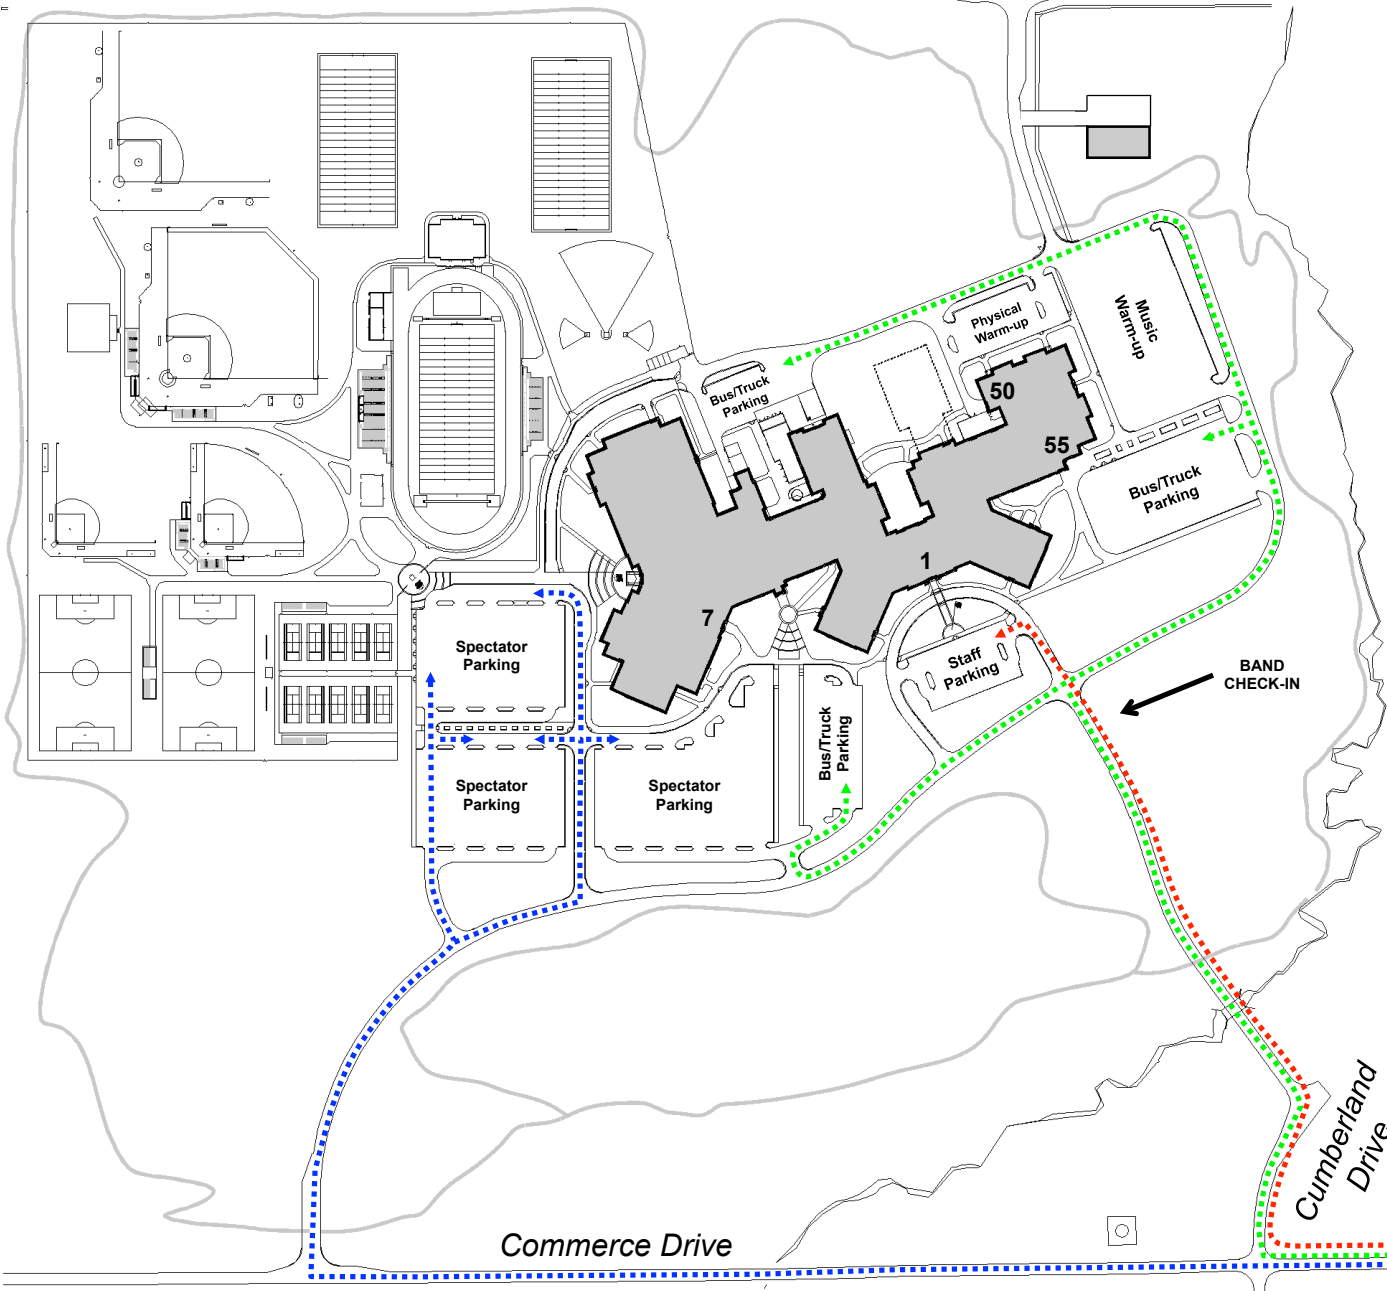 Physical
Warm-up
Music
Warm-up
Bus/Truck
Parking
50
55
Bus/Truck
Parking
1
7
Spectator
Parking
Staff
Parking
BAND
CHECK-IN
Bus/Truck
Parking
Spectator
Parking
Spectator
Parking
Cumberland
Drive
Commerce Drive